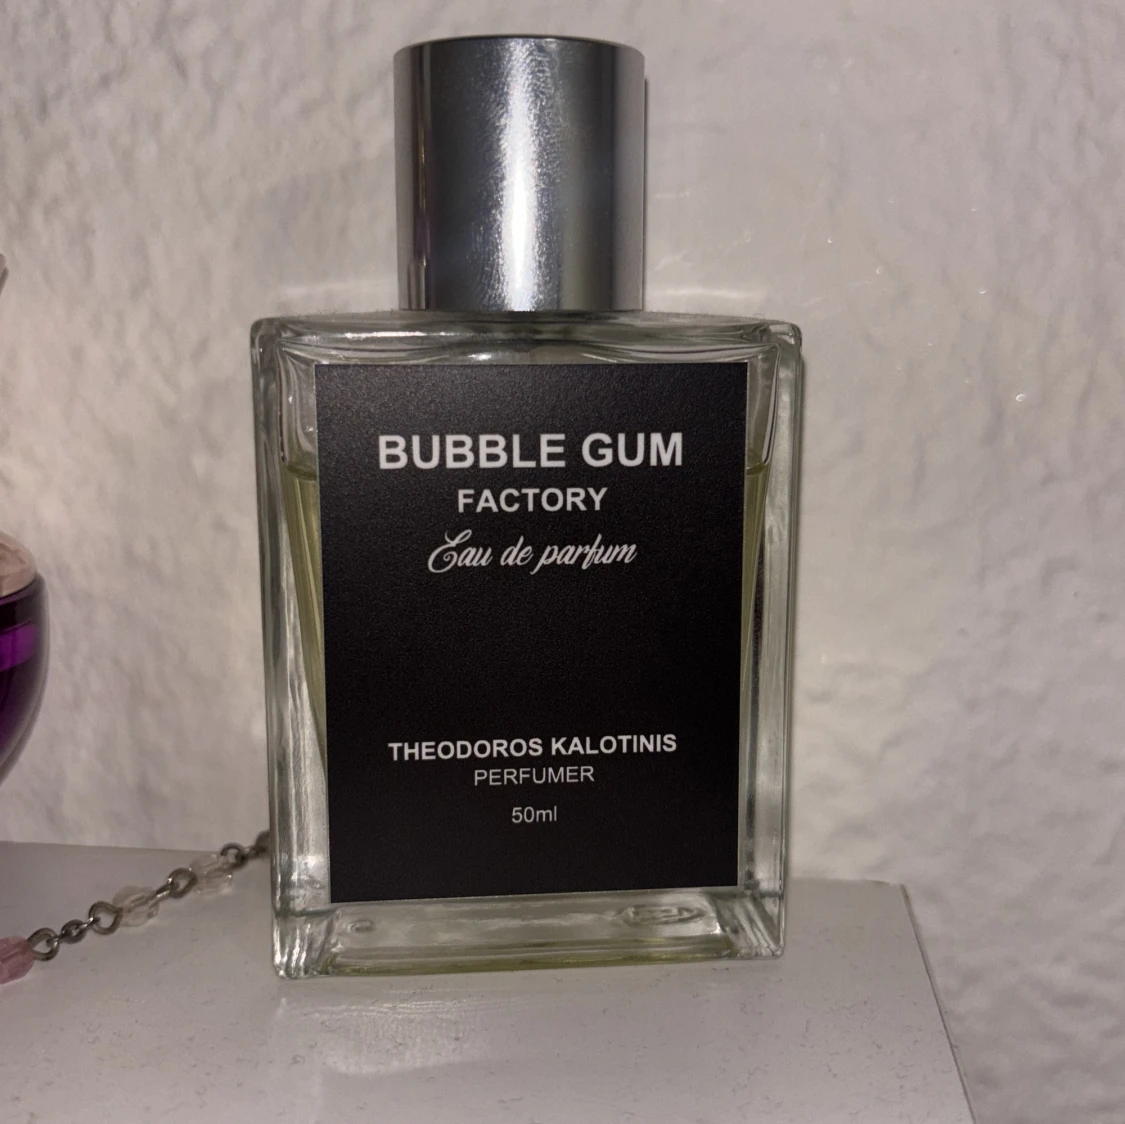 BUBBLE GUM
FACTORY
Eau de parfum
THEODOROS KALOTINIS
PERFUMER
50ml